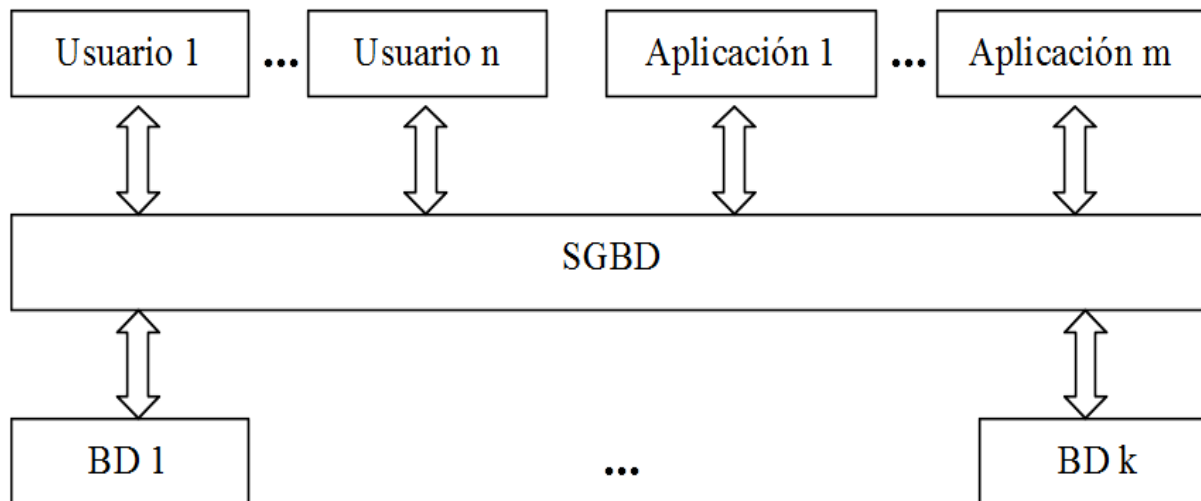 Usuario 1 ... Usuario n Aplicación 1 ... Aplicación m
SGBD
BD 1 ... BD k